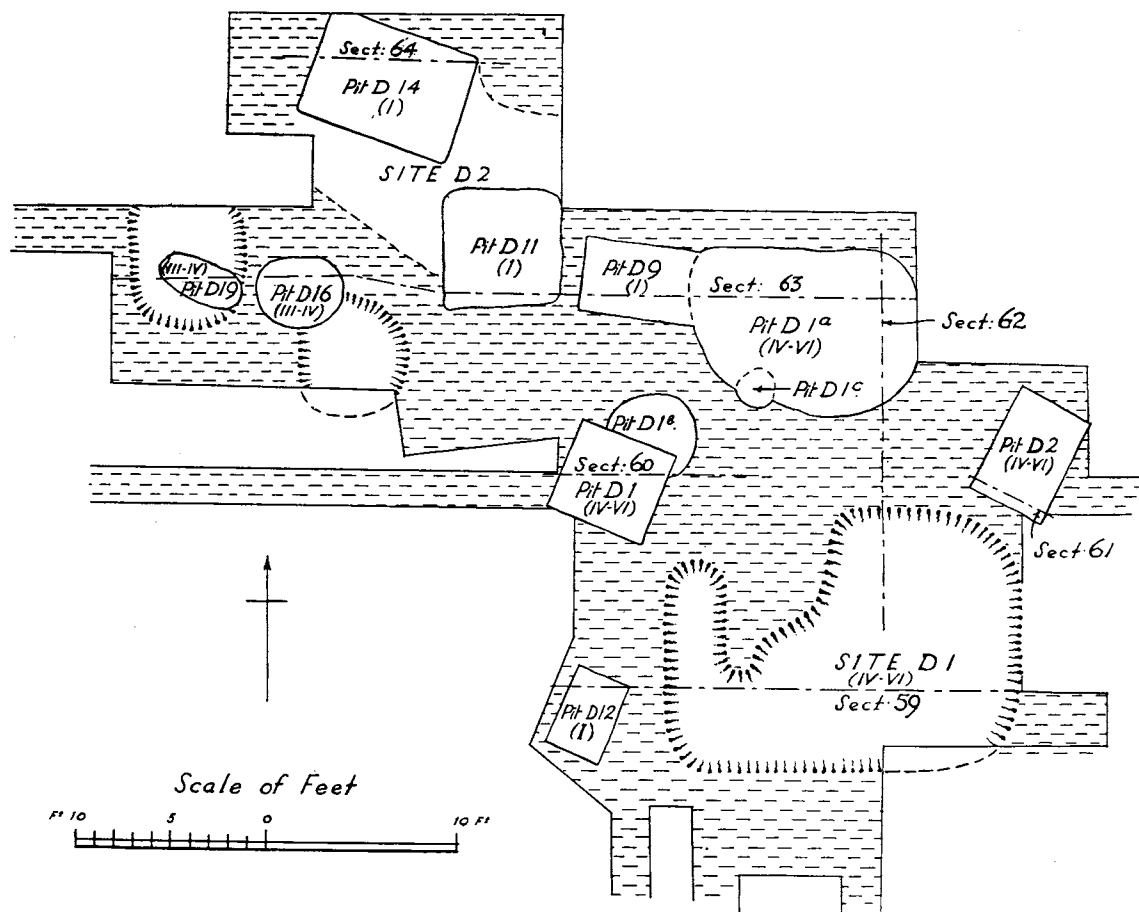 Sect: 64
Pit D 14
(I)
SITE D2
Pit D 11
(I)
(III-IV)
Pit D19
Pit D16
(III-IV)
Pit D9
(I)
Sect: 63
Pit D 1ª
(IV-VI)
Sect: 62
Pit D1ᶜ
Pit D1ᴮ
Sect: 60
Pit D1
(IV-VI)
Pit D2
(IV-VI)
Sect. 61
SITE D1
(IV-VI)
Sect. 59
Pit D12
(I)
Scale of Feet
Fᵗ 10 5 0 10 Fᵗ